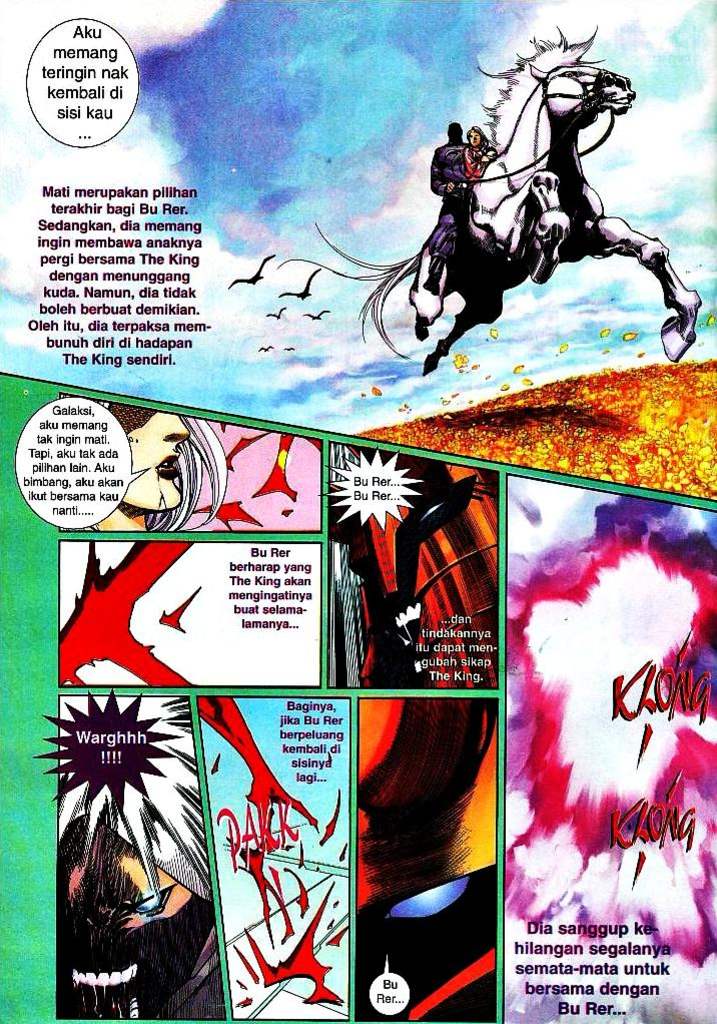 Aku
memang
teringin nak
kembali di
sisi kau
...
Mati merupakan pilihan
terakhir bagi Bu Rer.
Sedangkan, dia memang
ingin membawa anaknya
pergi bersama The King
dengan menunggang
kuda. Namun, dia tidak
boleh berbuat demikian.
Oleh itu, dia terpaksa mem-
bunuh diri di hadapan
The King sendiri.
Galaksi,
aku memang
tak ingin mati.
Tapi, aku tak ada
pilihan lain. Aku
bimbang, aku akan
ikut bersama kau
nanti.....
Bu Rer...
Bu Rer...
Bu Rer
berharap yang
The King akan
mengingatinya
buat selama-
lamanya...
...dan
tindakannya
itu dapat men-
gubah sikap
The King.
KLONG
KLONG
Warghhh
!!!!
Baginya,
jika Bu Rer
berpeluang
kembali di
sisinya
lagi...
PAKK
Bu
Rer...
Dia sanggup ke-
hilangan segalanya
semata-mata untuk
bersama dengan
Bu Rer...